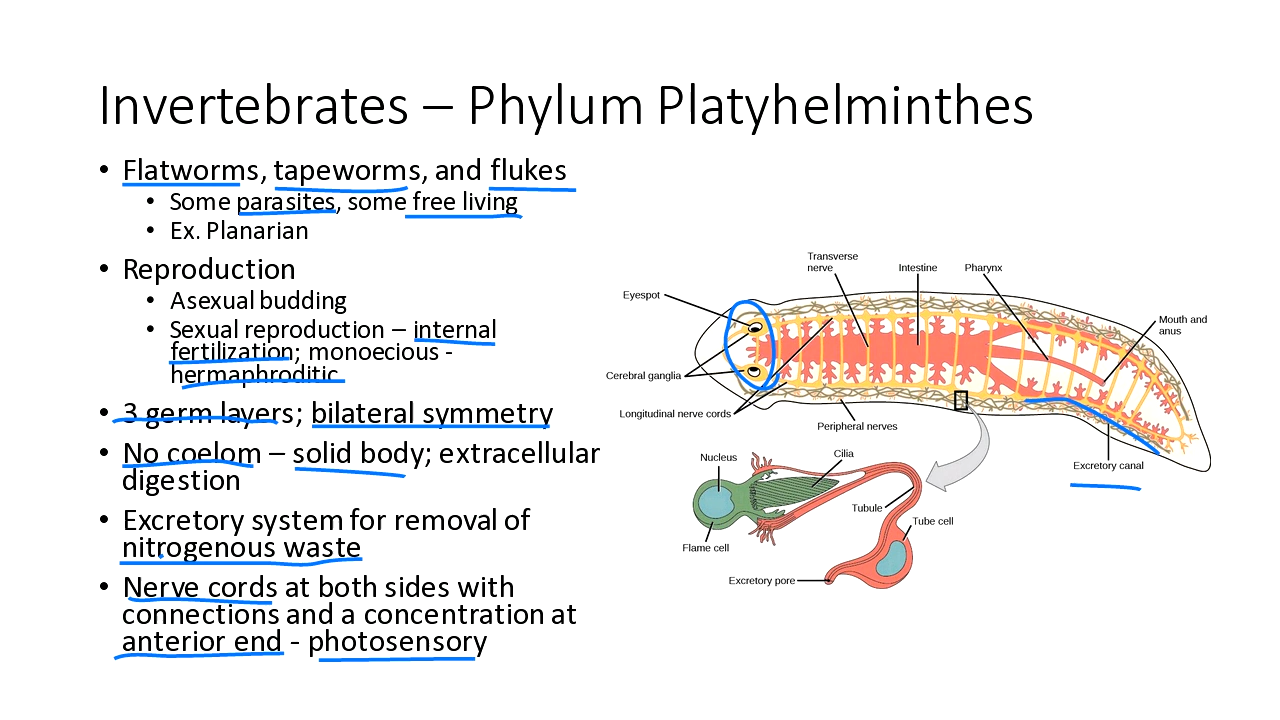 Invertebrates – Phylum Platyhelminthes
• Flatworms, tapeworms, and flukes
• Some parasites, some free living
• Ex. Planarian
• Reproduction
• Asexual budding
• Sexual reproduction – internal
fertilization; monoecious -
hermaphroditic
• 3 germ layers; bilateral symmetry
• No coelom – solid body; extracellular
digestion
• Excretory system for removal of
nitrogenous waste
• Nerve cords at both sides with
connections and a concentration at
anterior end - photosensory
Transverse
nerve
Intestine
Pharynx
Eyespot
Mouth and
anus
Cerebral ganglia
Longitudinal nerve cords
Peripheral nerves
Excretory canal
Nucleus
Cilia
Tubule
Tube cell
Flame cell
Excretory pore